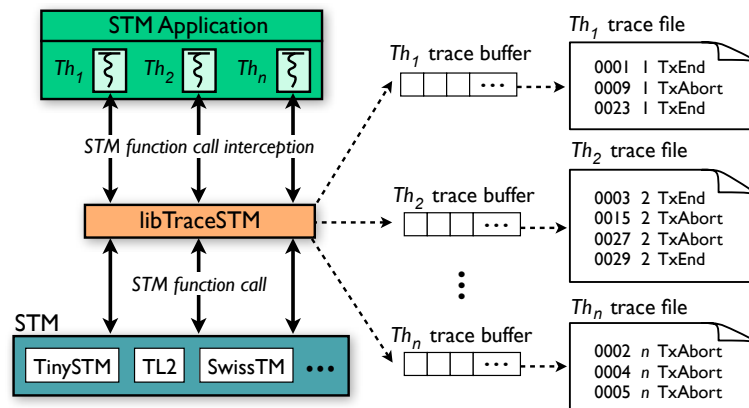 STM Application
Th1 Th2 Thn
STM function call interception
libTraceSTM
STM function call
STM
TinySTM TL2 SwissTM •••
Th1 trace buffer
•••
Th2 trace buffer
•••
Thn trace buffer
•••
Th1 trace file
0001 1 TxEnd
0009 1 TxAbort
0023 1 TxEnd
Th2 trace file
0003 2 TxEnd
0015 2 TxAbort
0027 2 TxAbort
0029 2 TxEnd
Thn trace file
0002 n TxAbort
0004 n TxAbort
0005 n TxAbort